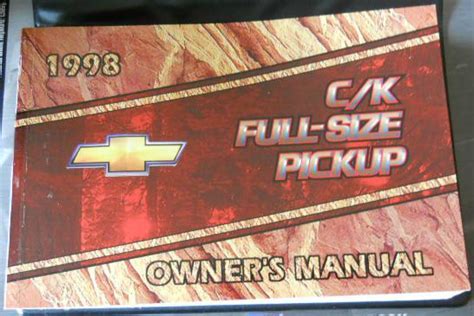 1998
C/K
FULL-SIZE
PICKUP
OWNER'S MANUAL